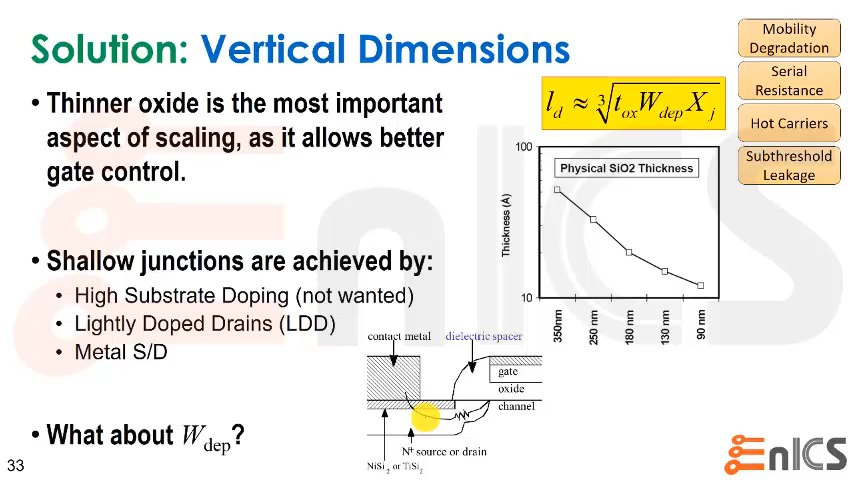 Solution: Vertical Dimensions
• Thinner oxide is the most important
aspect of scaling, as it allows better
gate control.
• Shallow junctions are achieved by:
• High Substrate Doping (not wanted)
• Lightly Doped Drains (LDD)
• Metal S/D
• What about W_dep?
33
l_d ≈ ∛(t_ox W_dep X_j)
Physical SiO2 Thickness
Thickness (Å)
100
10
350nm
250 nm
180 nm
130 nm
90 nm
contact metal
dielectric spacer
gate
oxide
channel
N+ source or drain
NiSi2 or TiSi2
Mobility
Degradation
Serial
Resistance
Hot Carriers
Subthreshold
Leakage
EnICS
EnICS